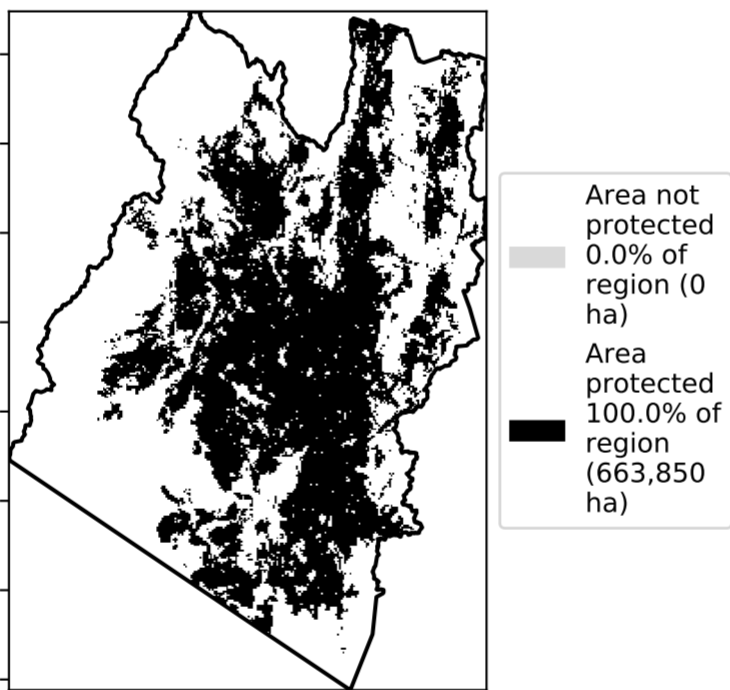 Area not
protected
0.0% of
region (0
ha)
Area
protected
100.0% of
region
(663,850
ha)